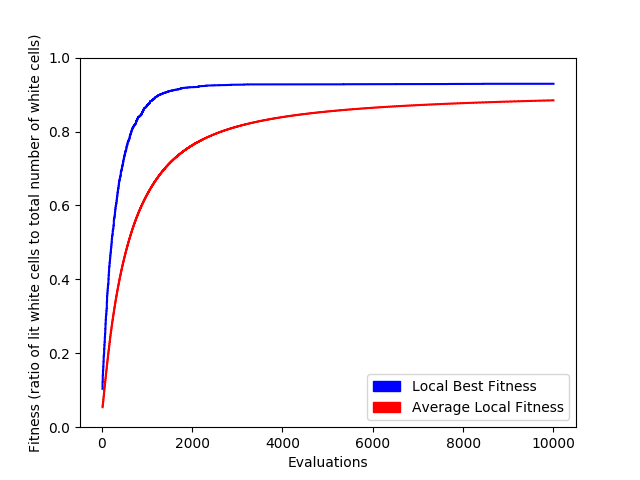 Fitness (ratio of lit white cells to total number of white cells)
1.0
0.8
0.6
0.4
0.2
0.0
0 2000 4000 6000 8000 10000
Evaluations
Local Best Fitness
Average Local Fitness